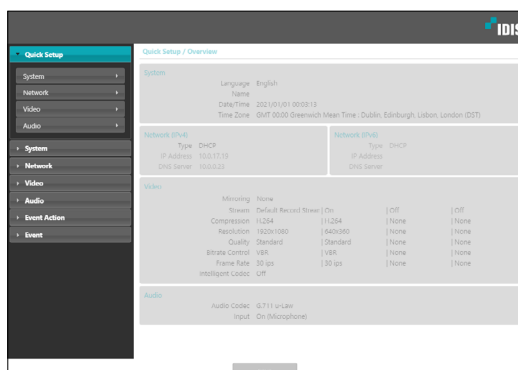 IDIS
Quick Setup
Quick Setup / Overview
System
Network
Video
Audio
System
Network
Video
Audio
Event Action
Event
System
Language English
Name
Date/Time 2021/01/01 00:08:13
Time Zone GMT 00:00 Greenwich Mean Time : Dublin, Edinburgh, Lisbon, London (DST)
Network (IPv4) Network (IPv6)
Type DHCP Type DHCP
IP Address 10.0.17.13 IP Address
DNS Server 10.0.0.23 DNS Server
Video
Mirroring None
Stream Default Record Stream | On | Off | Off
Compression H.264 | H.264 | None | None
Resolution 1920x1080 | 640x360 | None | None
Quality Standard | Standard | None | None
Bitrate Control VBR | VBR | None | None
Frame Rate 30 ips | 30 ips | None | None
Intelligent Codec Off
Audio
Audio Codec G.711 u-Law
Input On (Microphone)